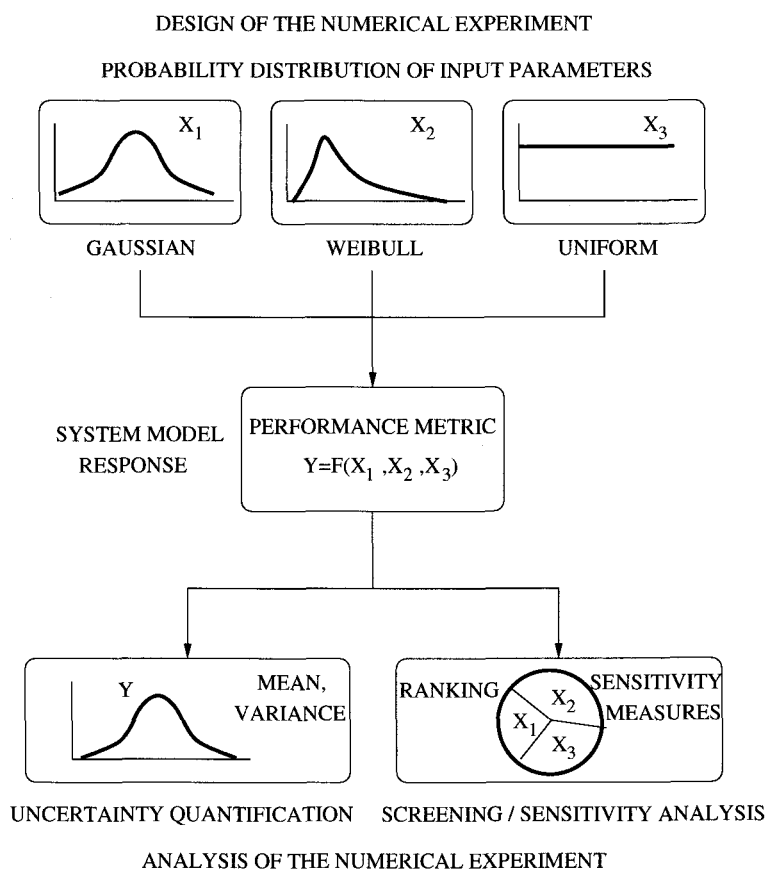 DESIGN OF THE NUMERICAL EXPERIMENT
PROBABILITY DISTRIBUTION OF INPUT PARAMETERS
X1
X2
X3
GAUSSIAN
WEIBULL
UNIFORM
SYSTEM MODEL
RESPONSE
PERFORMANCE METRIC
Y=F(X1 ,X2 ,X3)
Y
MEAN,
VARIANCE
RANKING
SENSITIVITY
MEASURES
X1
X2
X3
UNCERTAINTY QUANTIFICATION
SCREENING / SENSITIVITY ANALYSIS
ANALYSIS OF THE NUMERICAL EXPERIMENT